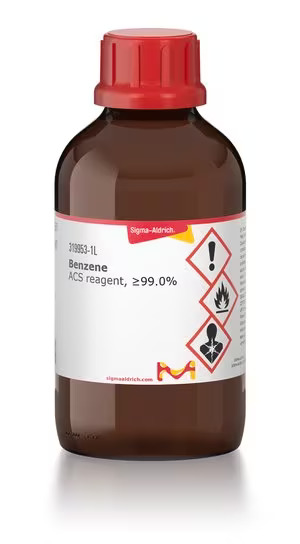 Sigma-Aldrich.
319953-1L
Benzene
ACS reagent, ≥99.0%
sigmaaldrich.com
M